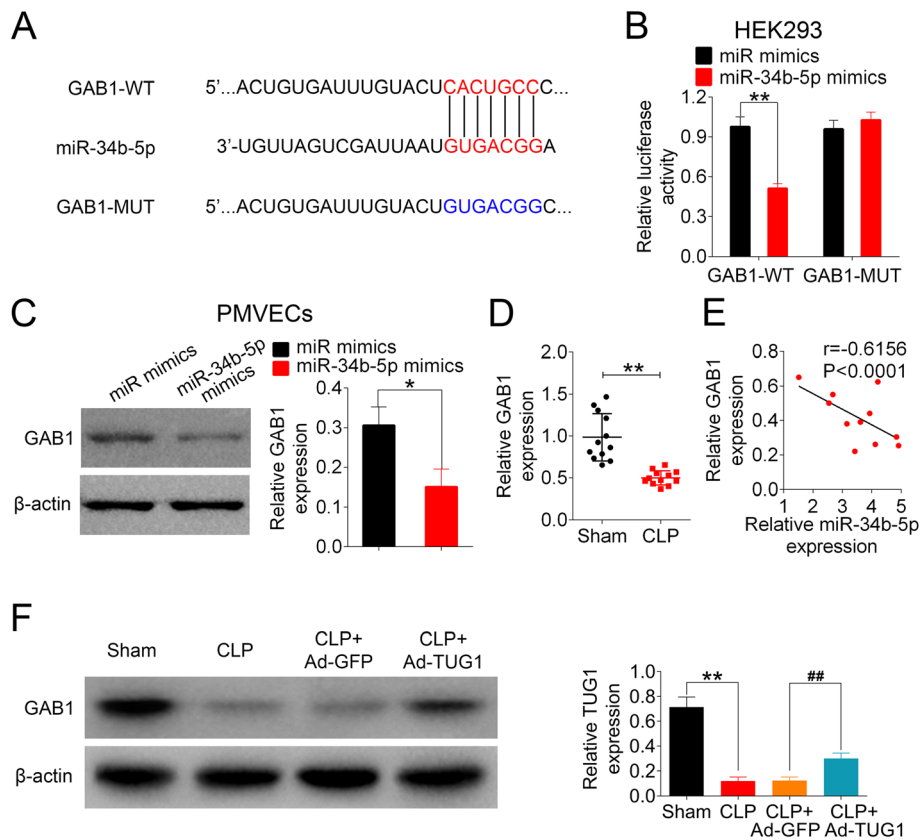 A
GAB1-WT 5'...ACUGUGAUUUGUACUCACUGCCC...
miR-34b-5p 3'-UGUUAGUCGAUUAAUGUGACGGA
GAB1-MUT 5'...ACUGUGAUUUGUACUGUGACGGC...
B
HEK293
miR mimics
miR-34b-5p mimics
Relative luciferase
activity
1.2
0.9
0.6
0.3
0.0
**
GAB1-WT GAB1-MUT
C
PMVECs
miR mimics
miR-34b-5p
mimics
GAB1
β-actin
miR mimics
miR-34b-5p mimics
Relative GAB1
expression
0.4
0.3
0.2
0.1
0.0
*
D
Relative GAB1
expression
2.0
1.5
1.0
0.5
0.0
**
Sham CLP
E
r=-0.6156
P<0.0001
Relative GAB1
expression
0.8
0.6
0.4
0.2
0.0
1 2 3 4 5
Relative miR-34b-5p
expression
F
Sham CLP CLP+ CLP+
Ad-GFP Ad-TUG1
GAB1
β-actin
Relative TUG1
expression
1.0
0.8
0.6
0.4
0.2
0.0
** ##
Sham CLP CLP+ CLP+
Ad-GFP Ad-TUG1